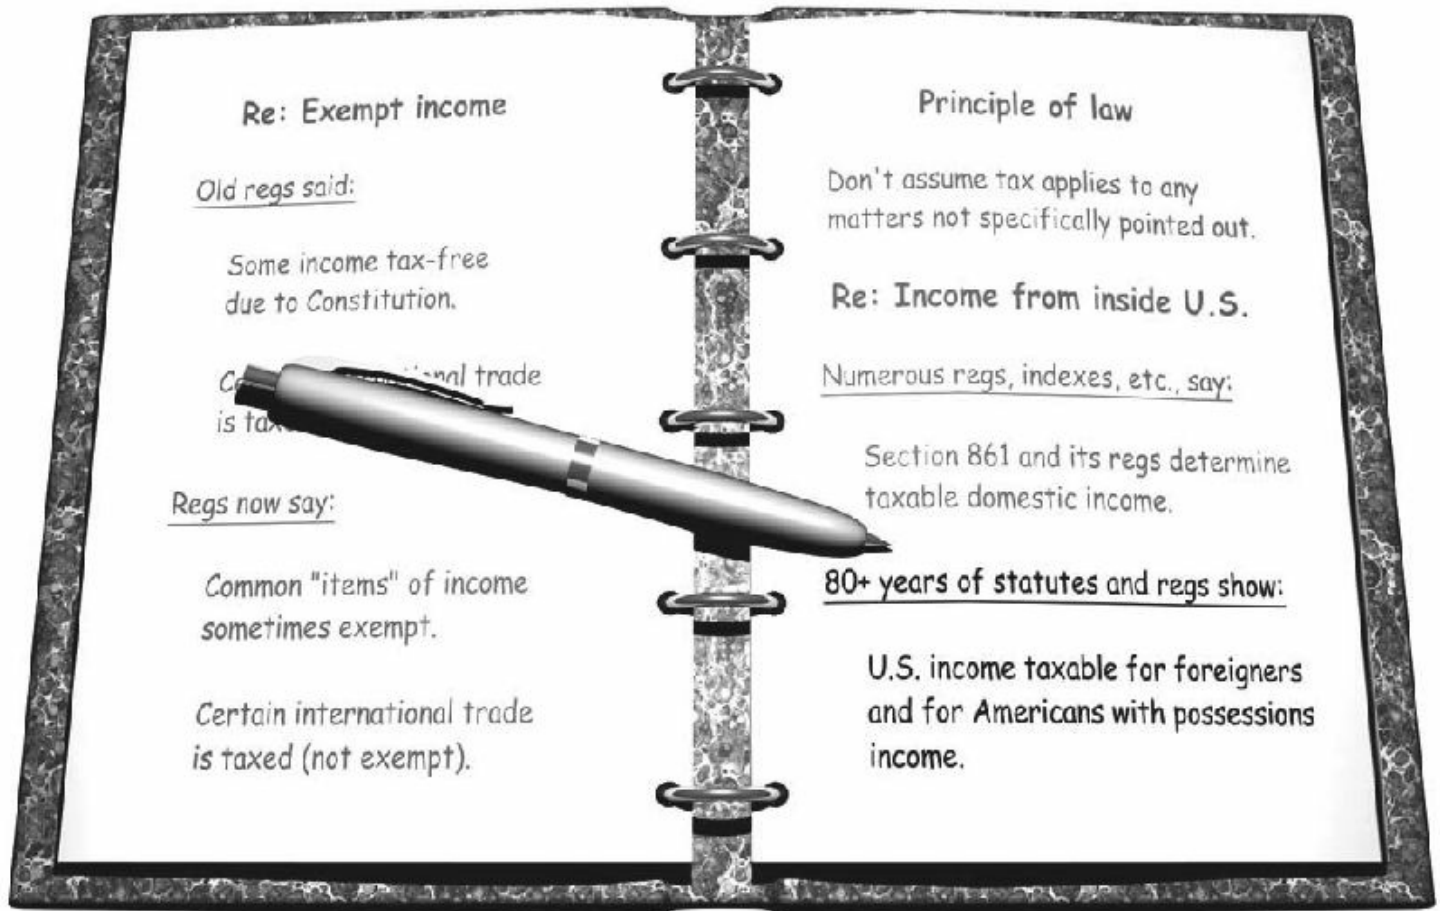 Re: Exempt income
Old regs said:
Some income tax-free
due to Constitution.
trade
is
Regs now say:
Common "items" of income
sometimes exempt.
Certain international trade
is taxed (not exempt).
Principle of law
Don't assume tax applies to any
matters not specifically pointed out.
Re: Income from inside U.S.
Numerous regs, indexes, etc., say:
Section 861 and its regs determine
taxable domestic income.
80+ years of statutes and regs show:
U.S. income taxable for foreigners
and for Americans with possessions
income.